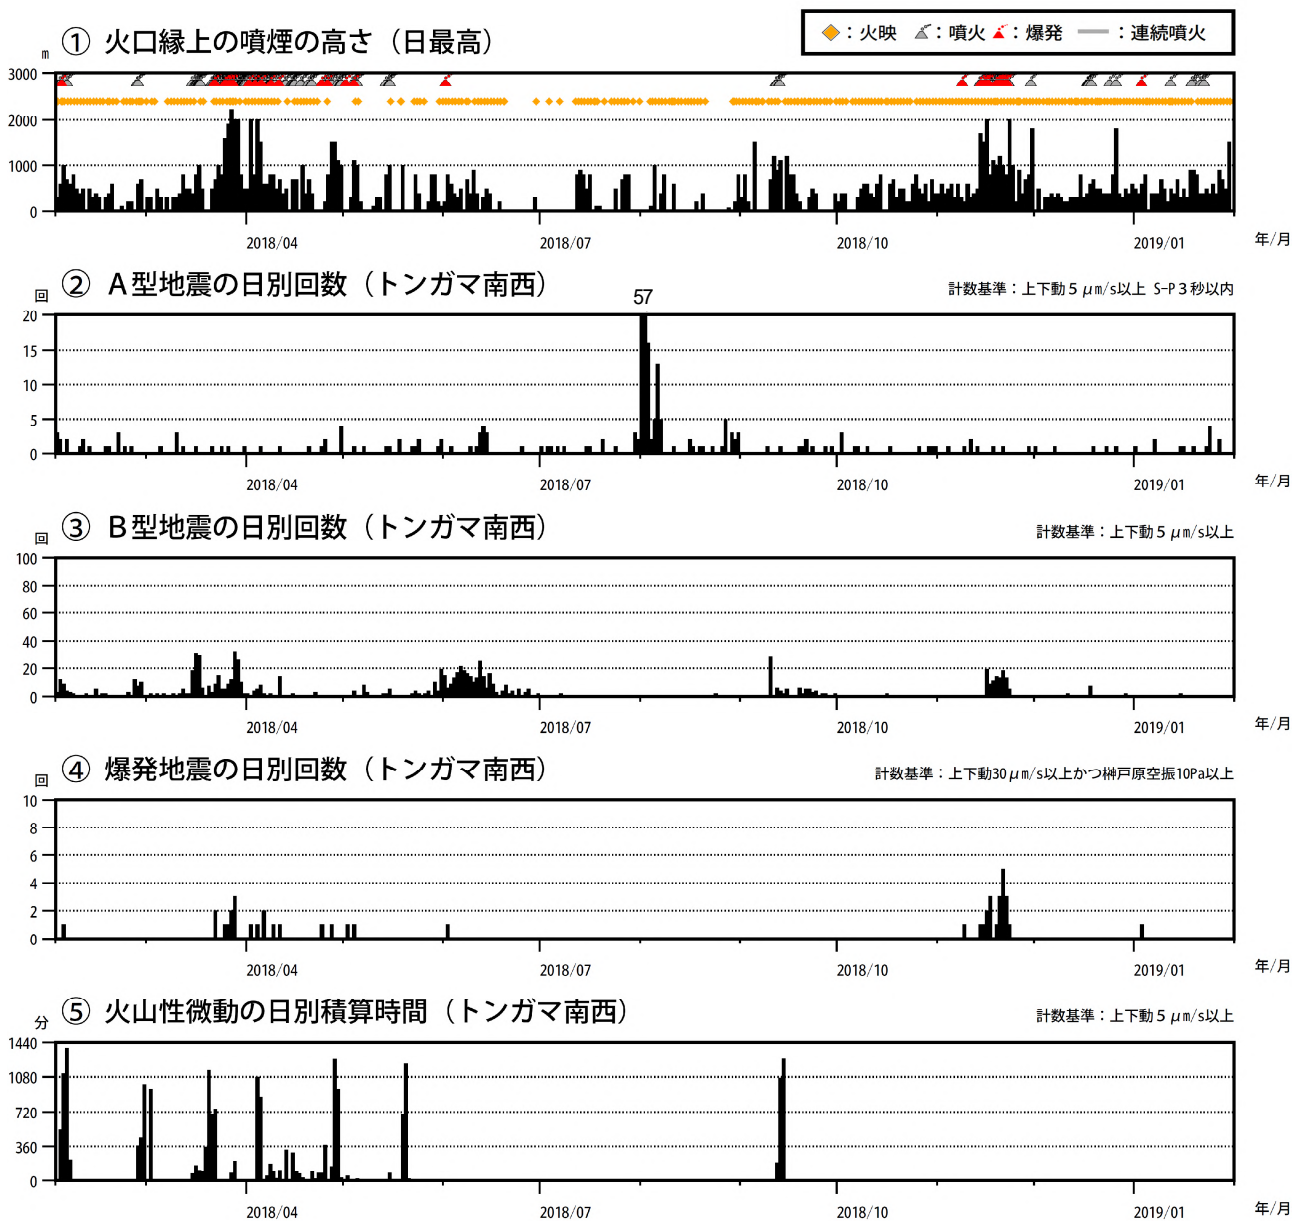 ① 火口縁上の噴煙の高さ（日最高）
：火映 ：噴火 ：爆発 ：連続噴火
m
3000
2000
1000
0
2018/04 2018/07 2018/10 2019/01 年/月
② A型地震の日別回数（トンガマ南西）
計数基準：上下動5μm/s以上 S-P3秒以内
回
57
20
15
10
5
0
2018/04 2018/07 2018/10 2019/01 年/月
③ B型地震の日別回数（トンガマ南西）
計数基準：上下動5μm/s以上
回
100
80
60
40
20
0
2018/04 2018/07 2018/10 2019/01 年/月
④ 爆発地震の日別回数（トンガマ南西）
計数基準：上下動30μm/s以上かつ榊戸原空振10Pa以上
回
10
8
6
4
2
0
2018/04 2018/07 2018/10 2019/01 年/月
⑤ 火山性微動の日別積算時間（トンガマ南西）
計数基準：上下動5μm/s以上
分
1440
1080
720
360
0
2018/04 2018/07 2018/10 2019/01 年/月